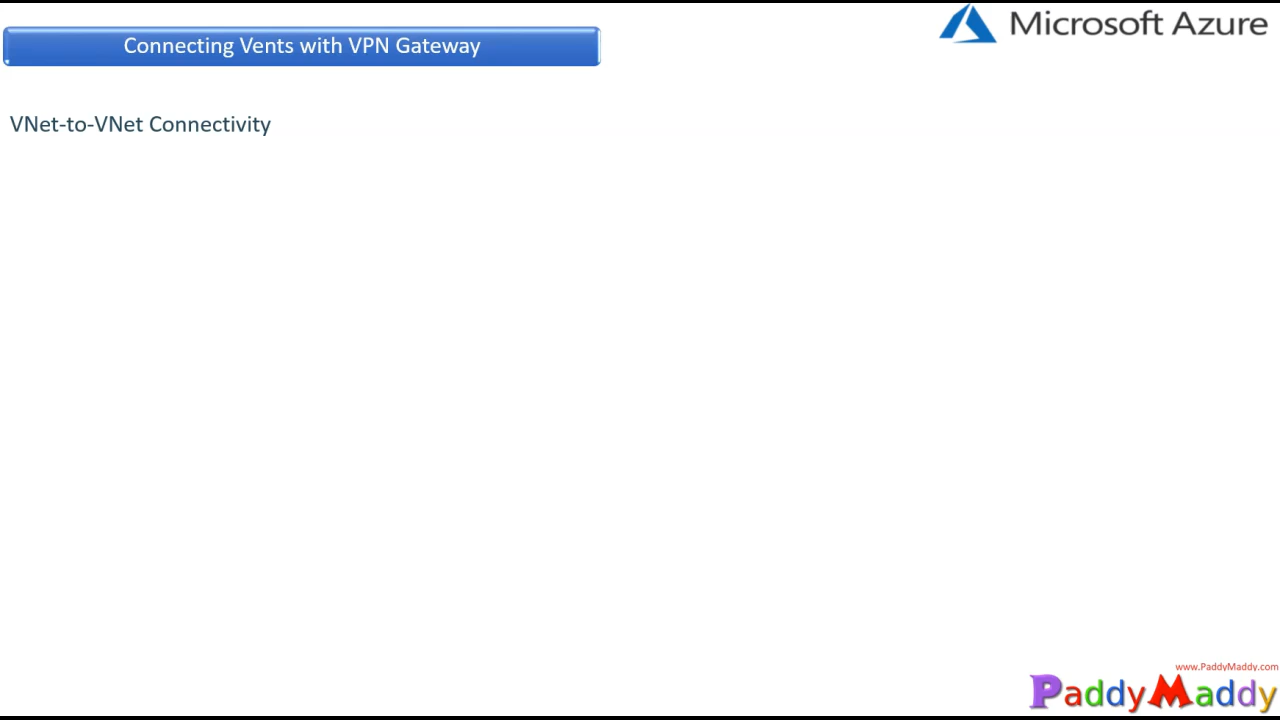 Microsoft Azure
Connecting Vents with VPN Gateway
VNet-to-VNet Connectivity
www.PaddyMaddy.com
PaddyMaddy